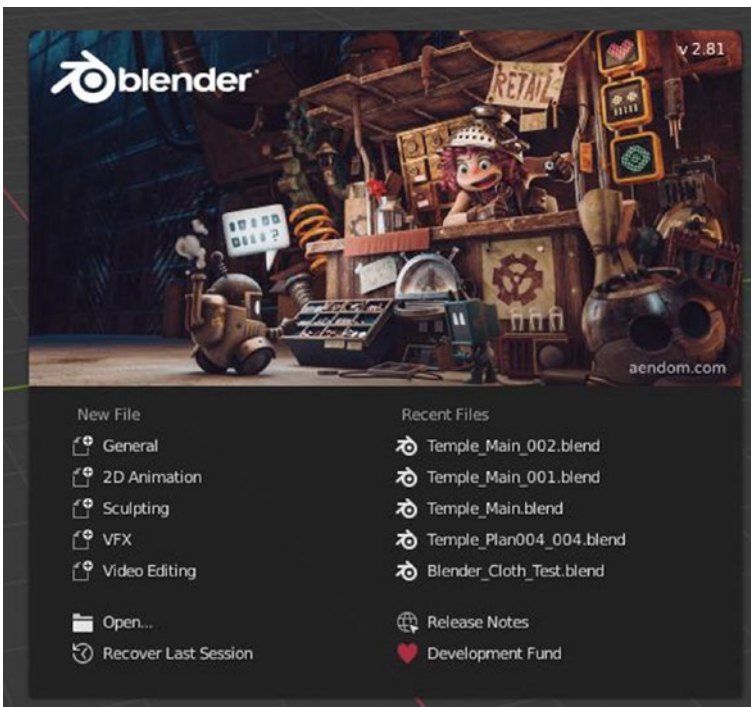 blender
v 2.81
RETAIL
aendom.com
New File
General
2D Animation
Sculpting
VFX
Video Editing
Open...
Recover Last Session
Recent Files
Temple_Main_002.blend
Temple_Main_001.blend
Temple_Main.blend
Temple_Plan004_004.blend
Blender_Cloth_Test.blend
Release Notes
Development Fund